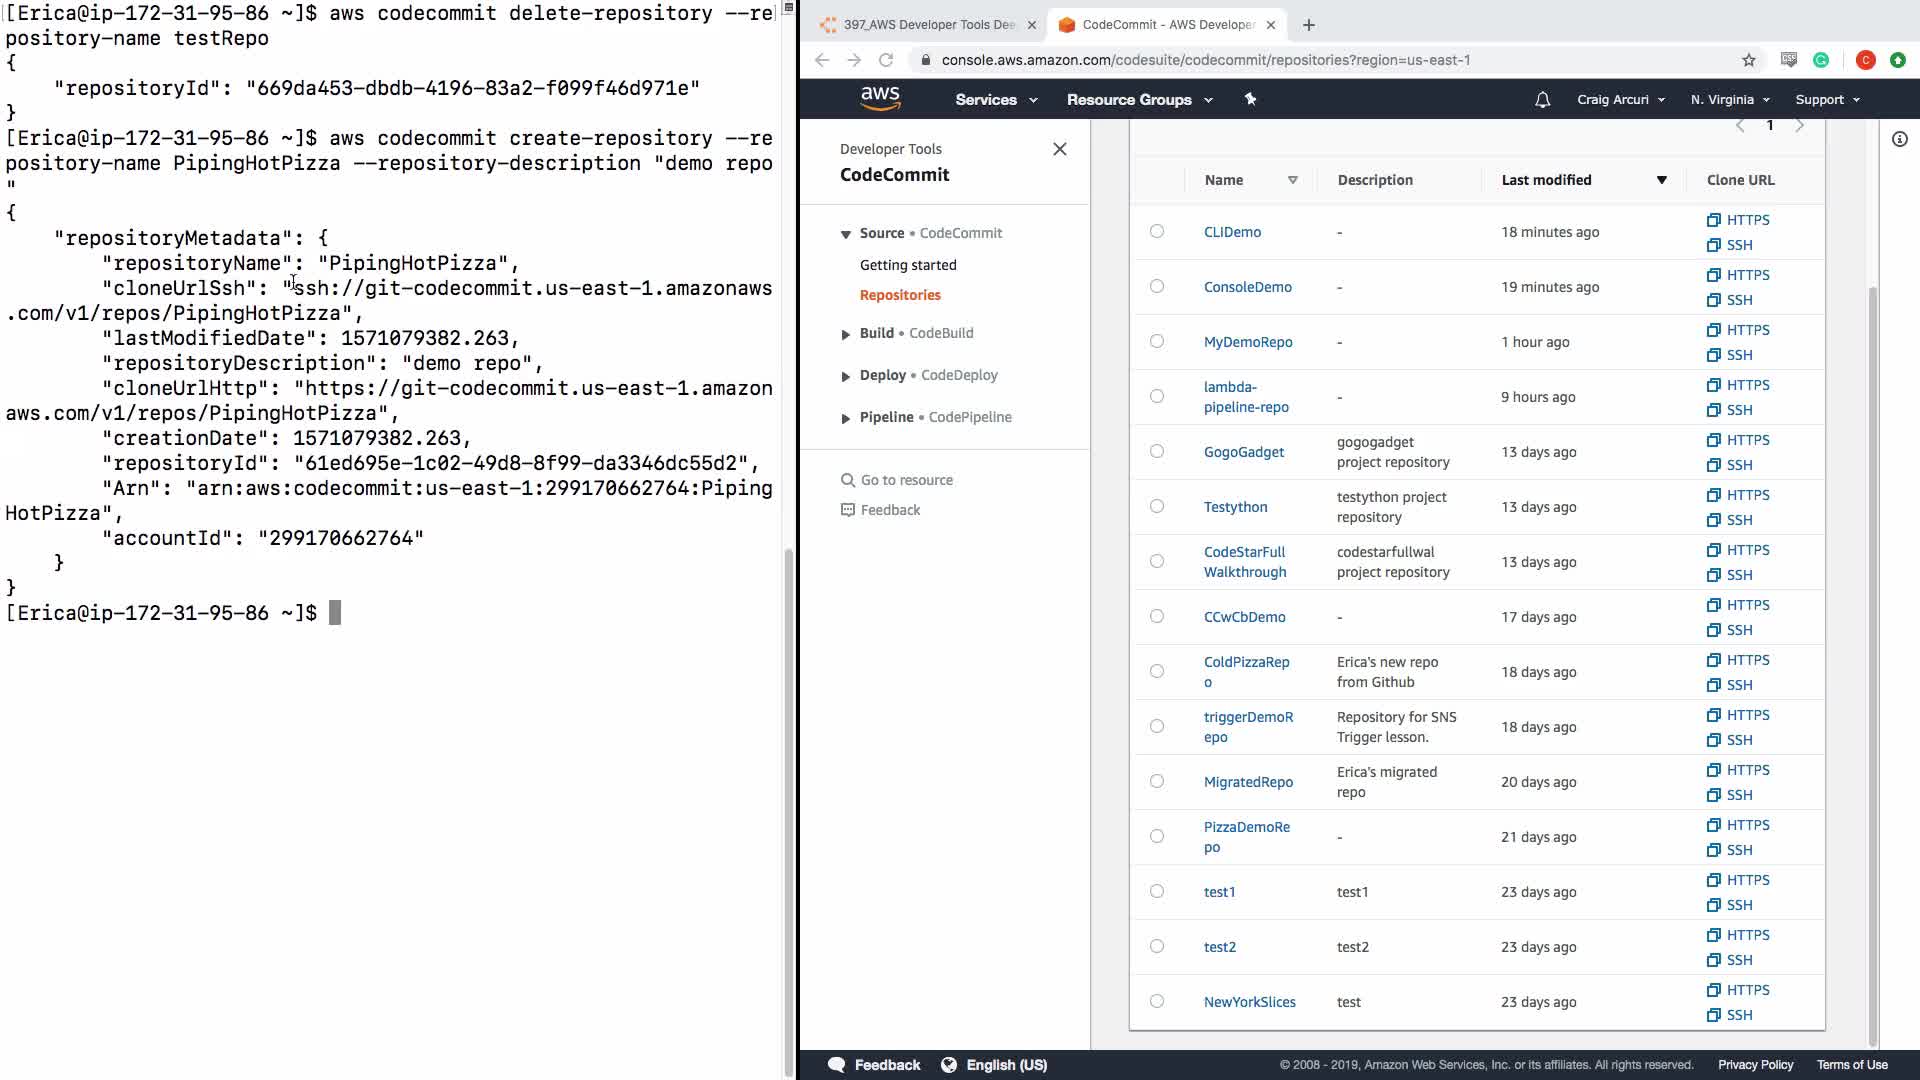 [Erica@ip-172-31-95-86 ~]$ aws codecommit delete-repository --re
pository-name testRepo
{
    "repositoryId": "669da453-dbdb-4196-83a2-f099f46d971e"
}
[Erica@ip-172-31-95-86 ~]$ aws codecommit create-repository --re
pository-name PipingHotPizza --repository-description "demo repo
"
{
    "repositoryMetadata": {
        "repositoryName": "PipingHotPizza",
        "cloneUrlSsh": "ssh://git-codecommit.us-east-1.amazonaws
.com/v1/repos/PipingHotPizza",
        "lastModifiedDate": 1571079382.263,
        "repositoryDescription": "demo repo",
        "cloneUrlHttp": "https://git-codecommit.us-east-1.amazon
aws.com/v1/repos/PipingHotPizza",
        "creationDate": 1571079382.263,
        "repositoryId": "61ed695e-1c02-49d8-8f99-da3346dc55d2",
        "Arn": "arn:aws:codecommit:us-east-1:299170662764:Piping
HotPizza",
        "accountId": "299170662764"
    }
}
[Erica@ip-172-31-95-86 ~]$
397_AWS Developer Tools Dee
CodeCommit - AWS Developer
console.aws.amazon.com/codesuite/codecommit/repositories?region=us-east-1
C
aws
Services
Resource Groups
Craig Arcuri
N. Virginia
Support
Developer Tools
CodeCommit
Source • CodeCommit
Getting started
Repositories
Build • CodeBuild
Deploy • CodeDeploy
Pipeline • CodePipeline
Go to resource
Feedback
1
Name Description Last modified Clone URL
CLIDemo - 18 minutes ago HTTPS
SSH
ConsoleDemo - 19 minutes ago HTTPS
SSH
MyDemoRepo - 1 hour ago HTTPS
SSH
lambda-
pipeline-repo - 9 hours ago HTTPS
SSH
GogoGadget gogogadget
project repository 13 days ago HTTPS
SSH
Testython testython project
repository 13 days ago HTTPS
SSH
CodeStarFull
Walkthrough codestarfullwal
project repository 13 days ago HTTPS
SSH
CCwCbDemo - 17 days ago HTTPS
SSH
ColdPizzaRep
o Erica's new repo
from Github 18 days ago HTTPS
SSH
triggerDemoR
epo Repository for SNS
Trigger lesson. 18 days ago HTTPS
SSH
MigratedRepo Erica's migrated
repo 20 days ago HTTPS
SSH
PizzaDemoRe
po - 21 days ago HTTPS
SSH
test1 test1 23 days ago HTTPS
SSH
test2 test2 23 days ago HTTPS
SSH
NewYorkSlices test 23 days ago HTTPS
SSH
Feedback English (US) © 2008 - 2019, Amazon Web Services, Inc. or its affiliates. All rights reserved. Privacy Policy Terms of Use